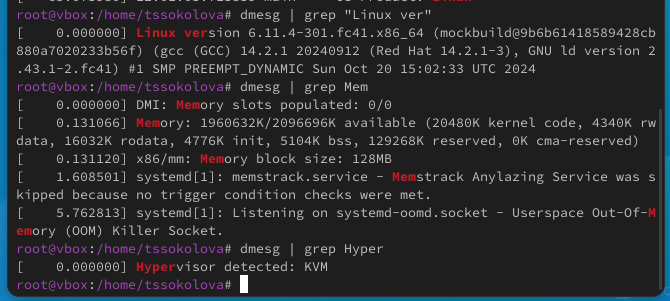 root@vbox:/home/tssokolova# dmesg | grep "Linux ver"
[    0.000000] Linux version 6.11.4-301.fc41.x86_64 (mockbuild@9b6b61418589428cb
880a7020233b56f) (gcc (GCC) 14.2.1 20240912 (Red Hat 14.2.1-3), GNU ld version 2
.43.1-2.fc41) #1 SMP PREEMPT_DYNAMIC Sun Oct 20 15:02:33 UTC 2024
root@vbox:/home/tssokolova# dmesg | grep Mem
[    0.000000] DMI: Memory slots populated: 0/0
[    0.131066] Memory: 1960632K/2096696K available (20480K kernel code, 4340K rw
data, 16032K rodata, 4776K init, 5104K bss, 129268K reserved, 0K cma-reserved)
[    0.131120] x86/mm: Memory block size: 128MB
[    1.608501] systemd[1]: memstrack.service - Memstrack Anylazing Service was s
kipped because no trigger condition checks were met.
[    5.762813] systemd[1]: Listening on systemd-oomd.socket - Userspace Out-Of-M
emory (OOM) Killer Socket.
root@vbox:/home/tssokolova# dmesg | grep Hyper
[    0.000000] Hypervisor detected: KVM
root@vbox:/home/tssokolova#